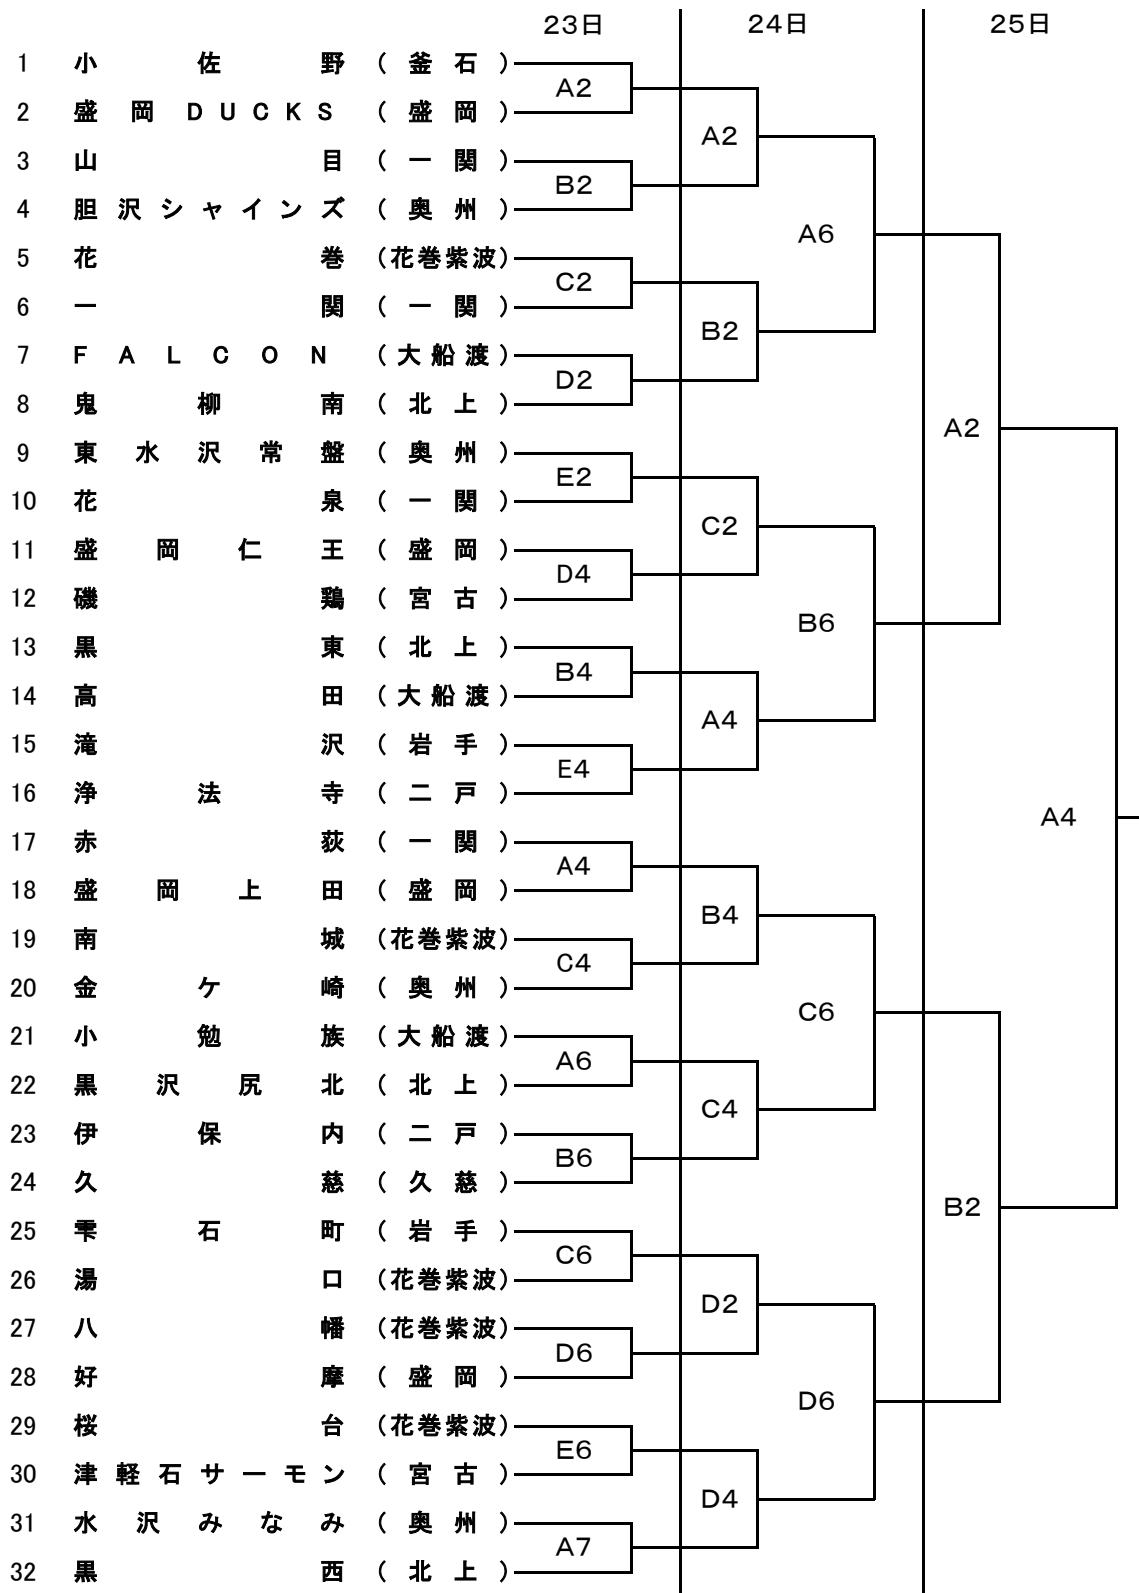 23日 24日 25日
1 小佐野 (釜石)
A2
2 盛岡DUCKS (盛岡)
A2
3 山目 (一関)
B2
4 胆沢シャインズ (奥州)
A6
5 花巻 (花巻紫波)
C2
6 一関 (一関)
B2
7 FALCON (大船渡)
D2
8 鬼柳南 (北上)
A2
9 東水沢常盤 (奥州)
E2
10 花泉 (一関)
C2
11 盛岡仁王 (盛岡)
D4
12 磯鶏 (宮古)
B6
13 黒東 (北上)
B4
14 高田 (大船渡)
A4
15 滝沢 (岩手)
E4
16 浄法寺 (二戸)
A4
17 赤荻 (一関)
A4
18 盛岡上田 (盛岡)
B4
19 南城 (花巻紫波)
C4
20 金ケ崎 (奥州)
C6
21 小勉族 (大船渡)
A6
22 黒沢尻北 (北上)
C4
23 伊保内 (二戸)
B6
24 久慈 (久慈)
B2
25 雫石町 (岩手)
C6
26 湯口 (花巻紫波)
D2
27 八幡 (花巻紫波)
D6
28 好摩 (盛岡)
D6
29 桜台 (花巻紫波)
E6
30 津軽石サーモン (宮古)
D4
31 水沢みなみ (奥州)
A7
32 黒西 (北上)